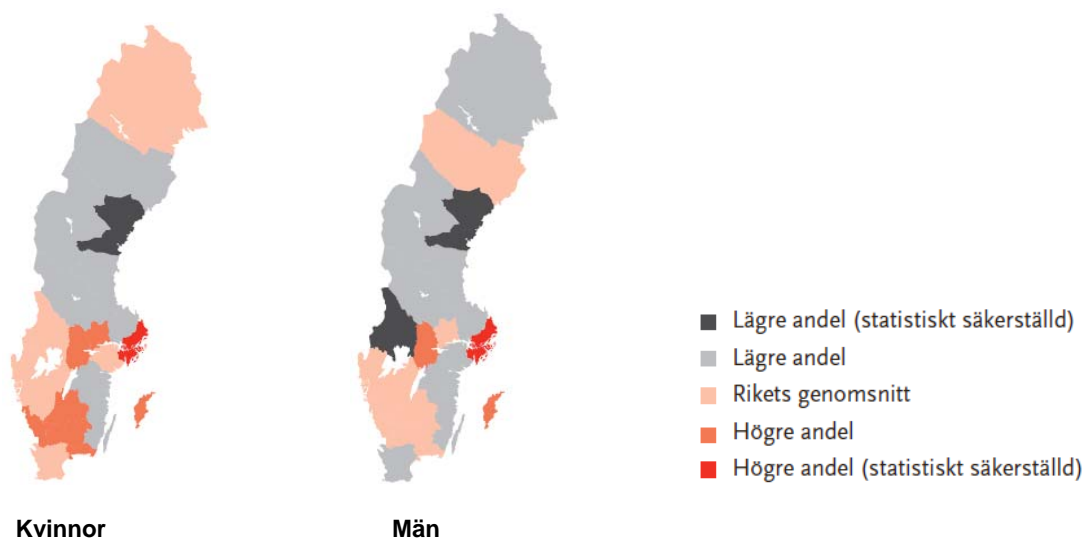 Lägre andel (statistiskt säkerställd)
Lägre andel
Rikets genomsnitt
Högre andel
Högre andel (statistiskt säkerställd)
Kvinnor
Män